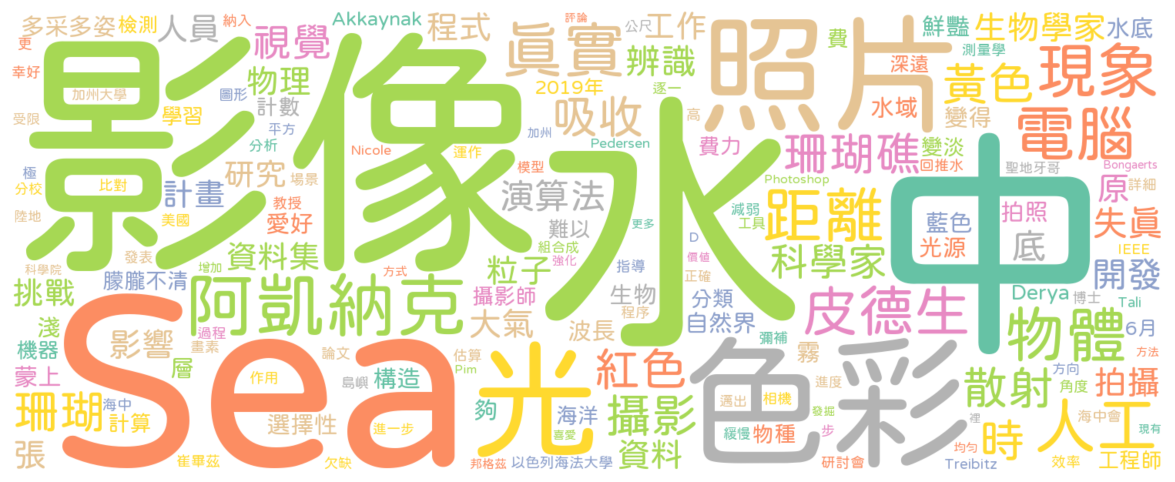 多采多姿
檢測
人員
視覺
Akkaynak
程式
眞實
工作
辨識
公尺
費
照片
鮮豔
生物學家
水底
測量學
深遠
現象
更
納入
評論
幸好
加州大學
影像
物理
圖形
學習
計數
2019年
吸收
逐一
高
水域
黃色
變得
電腦
受限
平方
分析
Nicole
運作
加州
模型
Pedersen
水
費力
珊瑚礁
變淡
回推水
聖地牙哥
Bongaerts
詳細
極
分校
比對
計畫
研究
場景
教授
愛好
演算法
難以
更多
Photoshop
減弱
工具
距離
中
藍色
光源
拍照
底
原
失眞
IEEE
陸地
美國
發表
資料集
組合成
強化
D
價値
正確
科學家
科學院
增加
方式
朦朧不清
挑戰
阿凱納克
粒子
攝影師
指導
程序
生物
分類
自然界
皮德生
開發
Derya
博士
Tali
6月
淺
過程
畫素
影響
大氣
波長
彌補
霧
物體
方向
方法
機器
蒙上
層
Sea
論文
島嶼
構造
估算
Pim
光
紅色
色彩
進度
邁出
相機
發掘
散射
角度
拍攝
珊瑚
海中
計算
作用
選擇性
進一步
夠
海洋
喜愛
攝影
緩慢
步
物種
海中會
裡
時
人工
現有
張
崔畢茲
欠缺
邦格茲
以色列海法大學
資料
研討會
均勻
Treibitz
效率
工程師